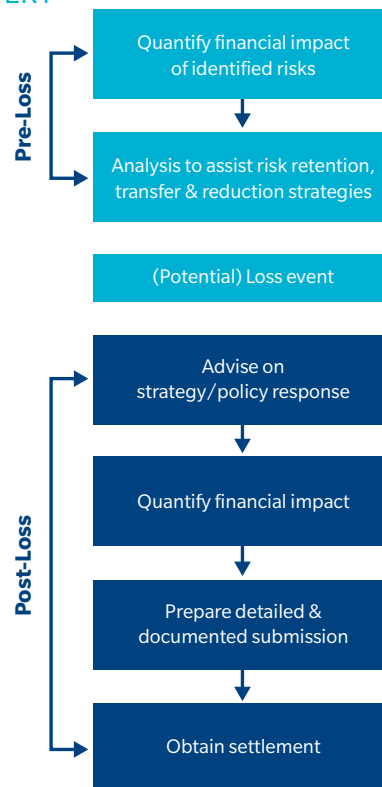 Pre-Loss
Quantify financial impact
of identified risks
Analysis to assist risk retention,
transfer & reduction strategies
(Potential) Loss event
Post-Loss
Advise on
strategy/policy response
Quantify financial impact
Prepare detailed &
documented submission
Obtain settlement